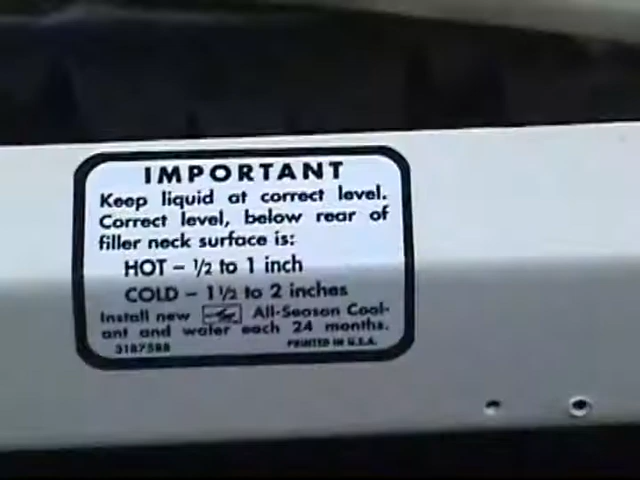 IMPORTANT
Keep liquid at correct level.
Correct level, below rear of
filler neck surface is:
HOT - 1/2 to 1 inch
COLD - 1 1/2 to 2 inches
Install new All-Season Cool-
ant and water each 24 months.
3187588 PRINTED IN U.S.A.